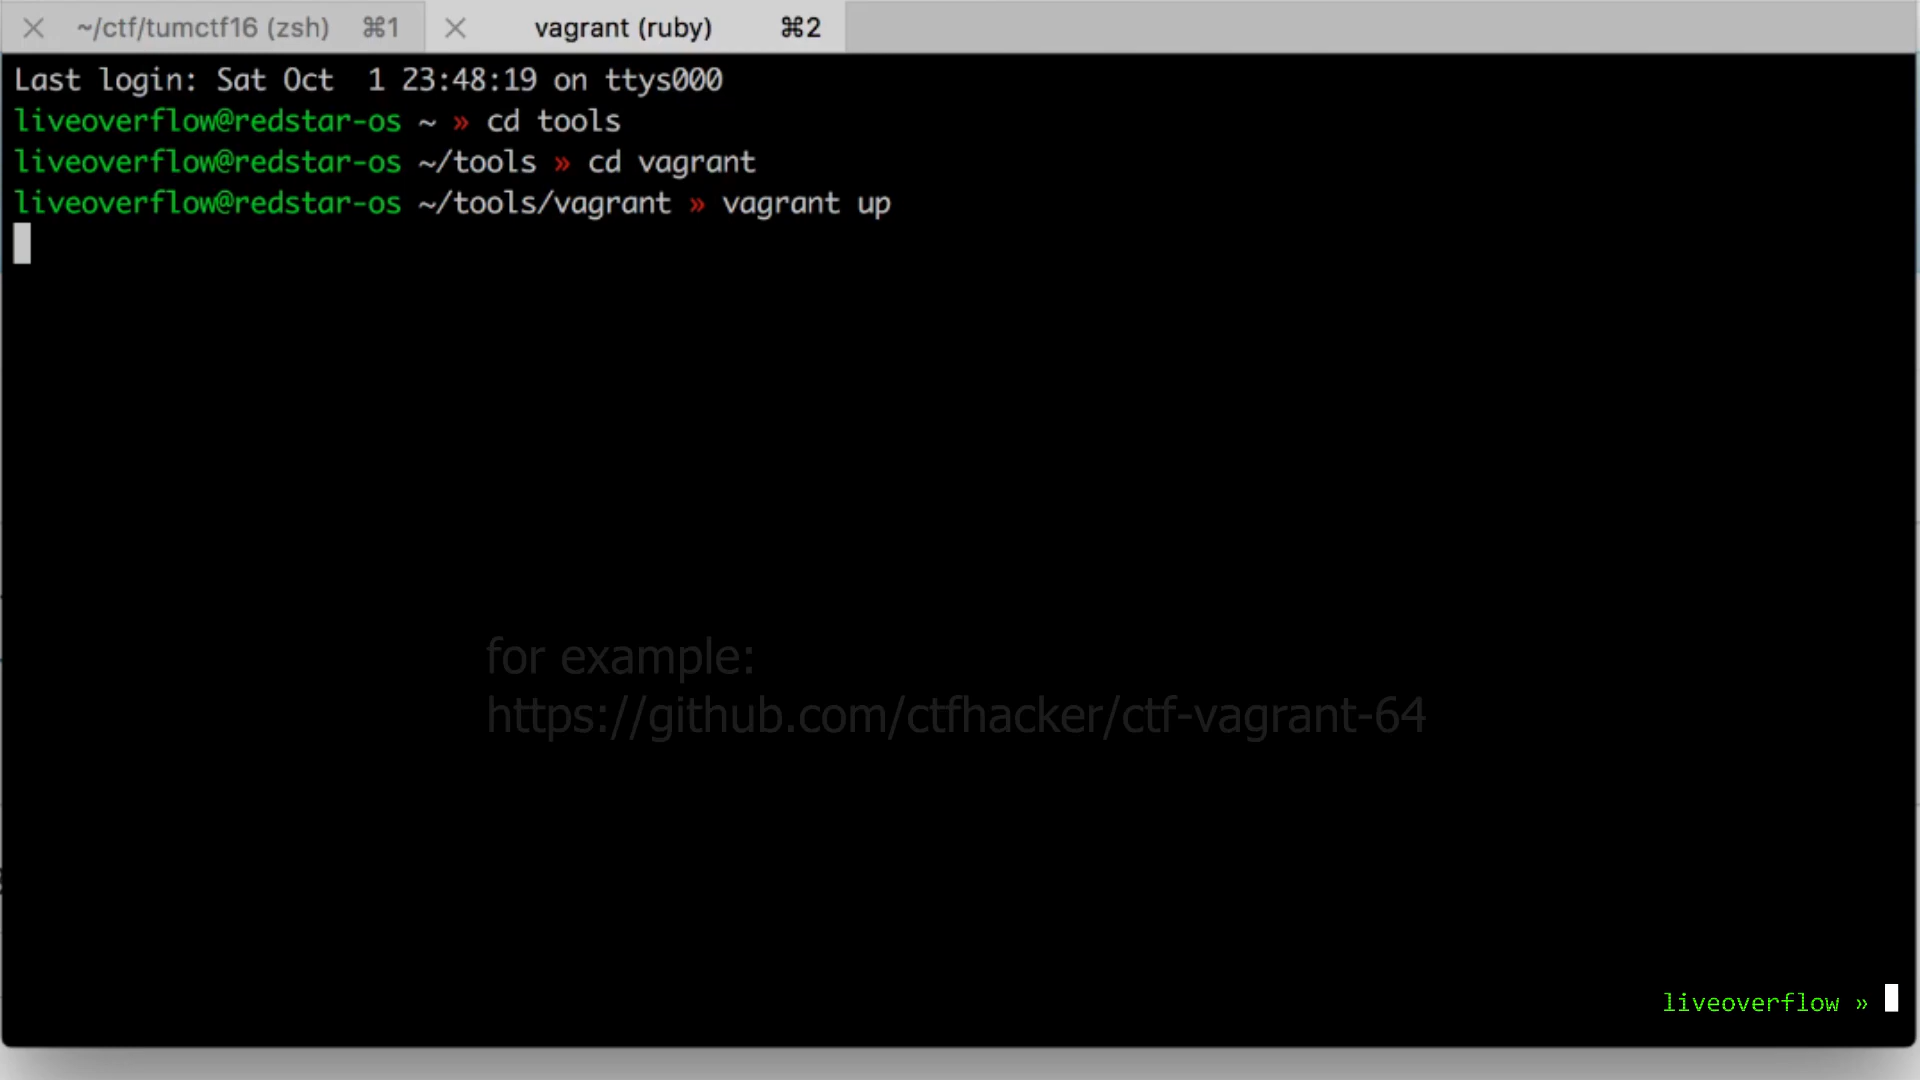 ~/ctf/tumctf16 (zsh) ⌘1 vagrant (ruby) ⌘2
Last login: Sat Oct  1 23:48:19 on ttys000
liveoverflow@redstar-os ~ » cd tools
liveoverflow@redstar-os ~/tools » cd vagrant
liveoverflow@redstar-os ~/tools/vagrant » vagrant up
for example:
https://github.com/ctfhacker/ctf-vagrant-64
liveoverflow »